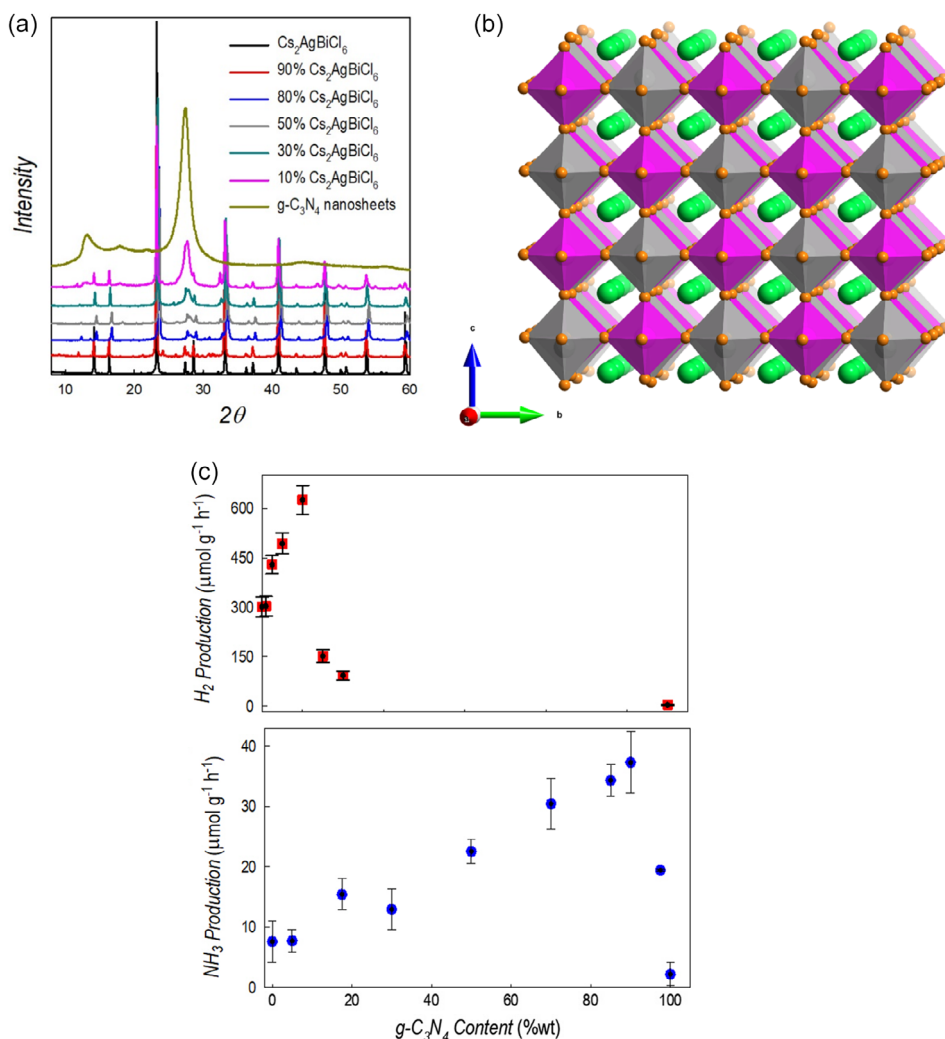 (a)
Intensity
Cs₂AgBiCl₆
90% Cs₂AgBiCl₆
80% Cs₂AgBiCl₆
50% Cs₂AgBiCl₆
30% Cs₂AgBiCl₆
10% Cs₂AgBiCl₆
g-C₃N₄ nanosheets
10 20 30 40 50 60
2θ
(b)
c
b
(c)
H₂ Production (μmol g⁻¹ h⁻¹)
600
450
300
150
0
NH₃ Production (μmol g⁻¹ h⁻¹)
40
30
20
10
0
0 20 40 60 80 100
g-C₃N₄ Content (%wt)